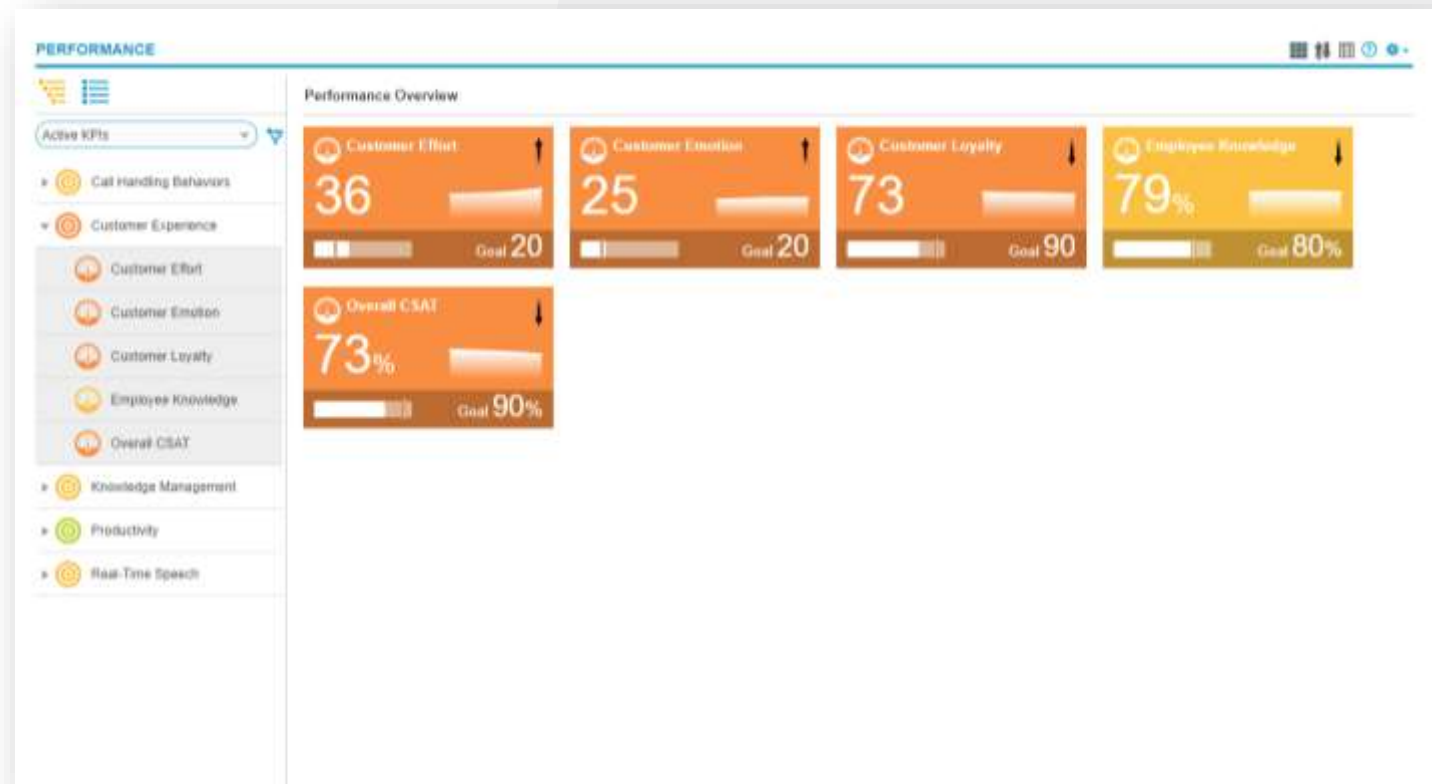 PERFORMANCE
Performance Overview
Active KPIs
Call Handling Behaviors
Customer Experience
Customer Effort
Customer Emotion
Customer Loyalty
Employee Knowledge
Overall CSAT
Knowledge Management
Productivity
Real-Time Speech
Customer Effort
36
Goal 20
Customer Emotion
25
Goal 20
Customer Loyalty
73
Goal 90
Employee Knowledge
79%
Goal 80%
Overall CSAT
73%
Goal 90%